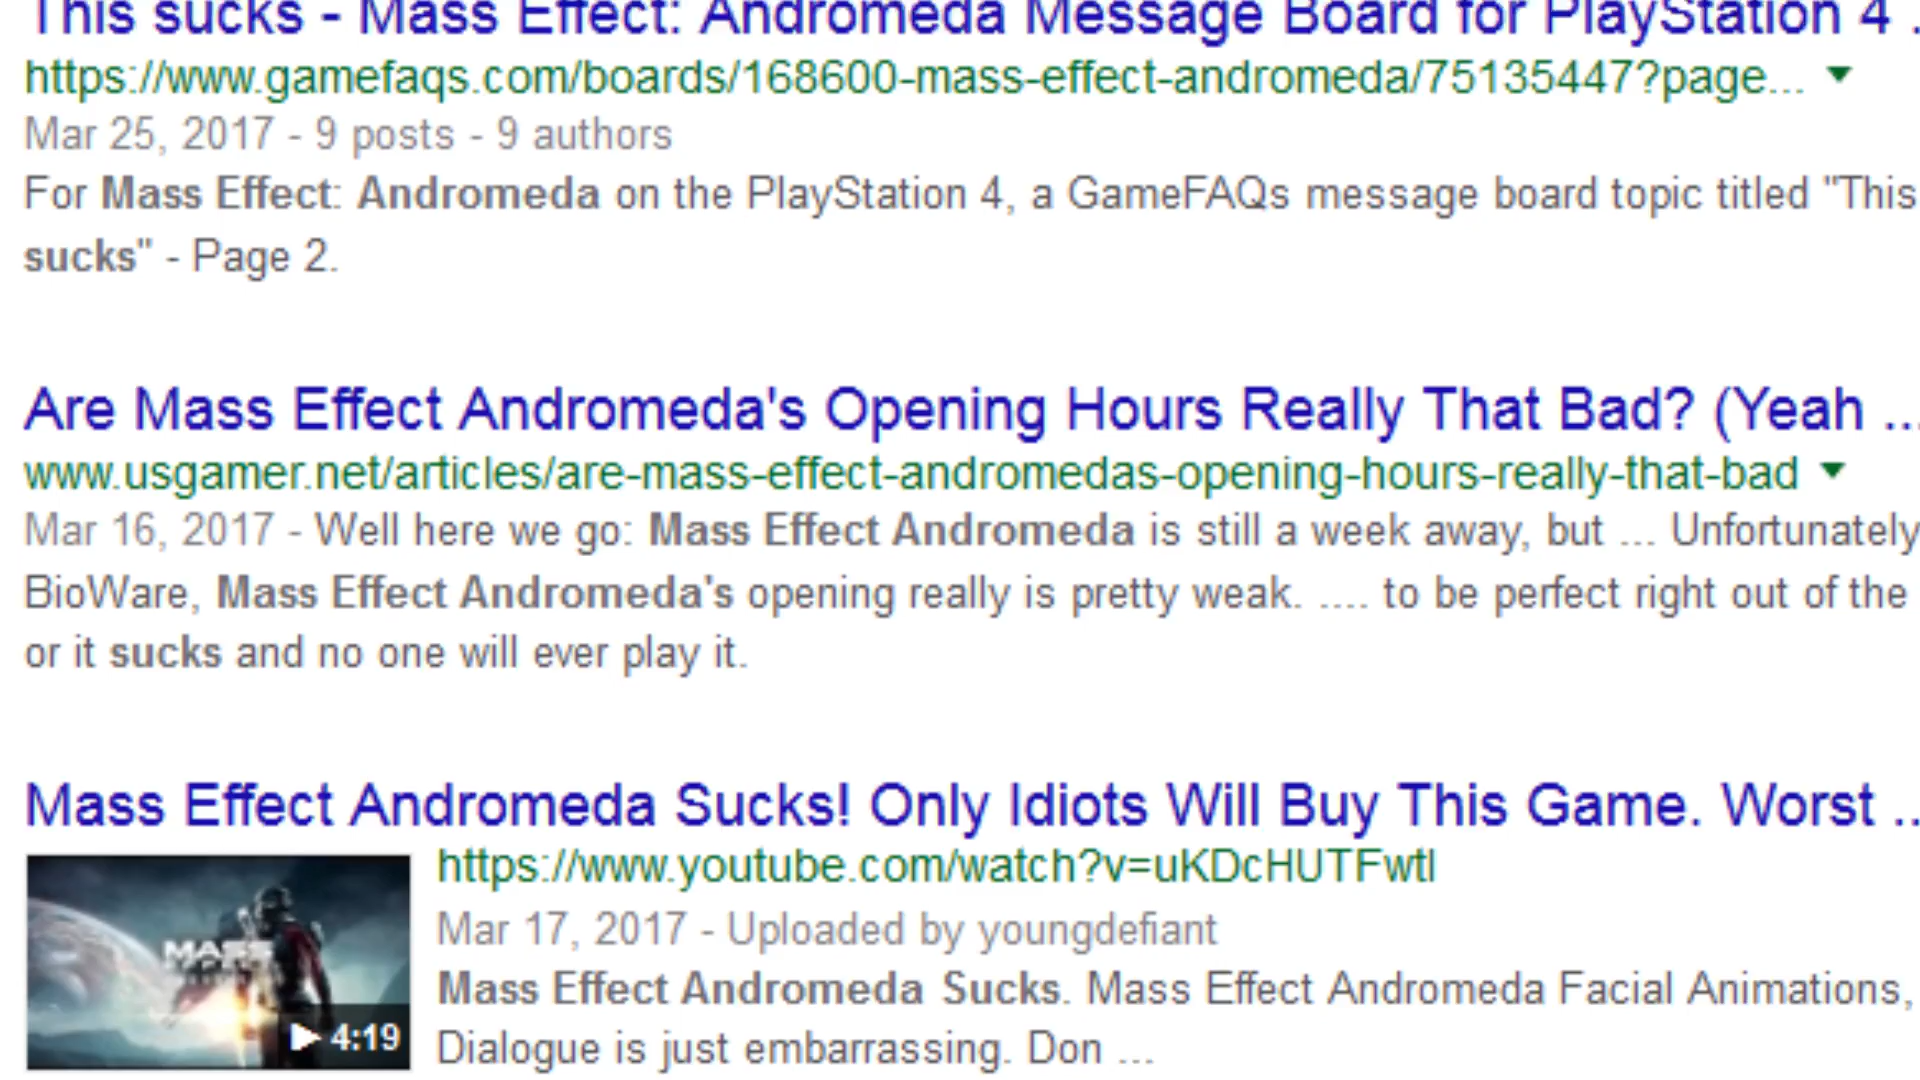 This sucks - Mass Effect: Andromeda Message Board for PlayStation 4 .
https://www.gamefaqs.com/boards/168600-mass-effect-andromeda/75135447?page...
Mar 25, 2017 - 9 posts - 9 authors
For Mass Effect: Andromeda on the PlayStation 4, a GameFAQs message board topic titled "This
sucks" - Page 2.
Are Mass Effect Andromeda's Opening Hours Really That Bad? (Yeah ...
www.usgamer.net/articles/are-mass-effect-andromedas-opening-hours-really-that-bad
Mar 16, 2017 - Well here we go: Mass Effect Andromeda is still a week away, but ... Unfortunately
BioWare, Mass Effect Andromeda's opening really is pretty weak. .... to be perfect right out of the
or it sucks and no one will ever play it.
Mass Effect Andromeda Sucks! Only Idiots Will Buy This Game. Worst ..
https://www.youtube.com/watch?v=uKDcHUTFwtI
Mar 17, 2017 - Uploaded by youngdefiant
Mass Effect Andromeda Sucks. Mass Effect Andromeda Facial Animations,
Dialogue is just embarrassing. Don ...
MASS
4:19